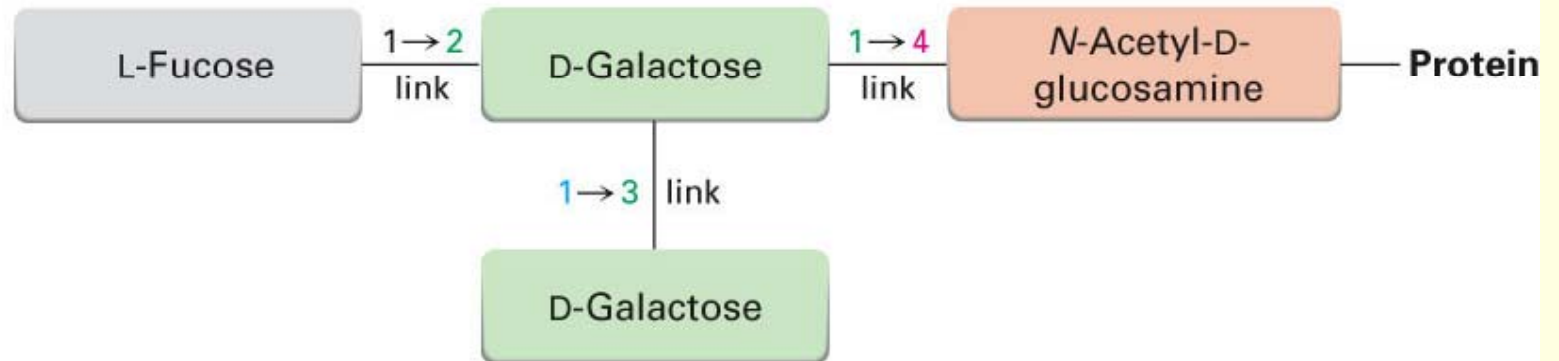 L-Fucose
1→2
link
D-Galactose
1→4
link
N-Acetyl-D-
glucosamine
Protein
1→3 link
D-Galactose